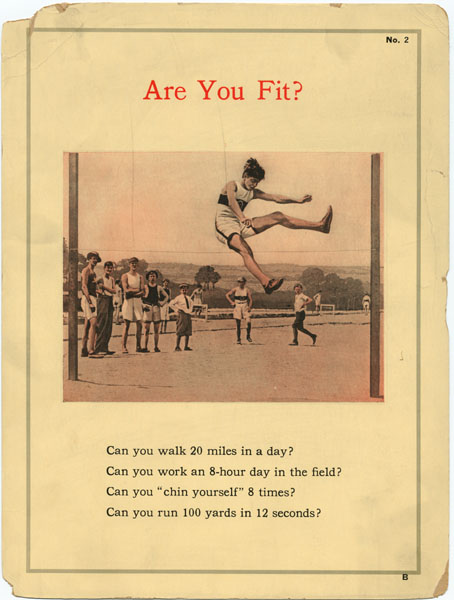 No. 2
Are You Fit?
Can you walk 20 miles in a day?
Can you work an 8-hour day in the field?
Can you "chin yourself" 8 times?
Can you run 100 yards in 12 seconds?
B